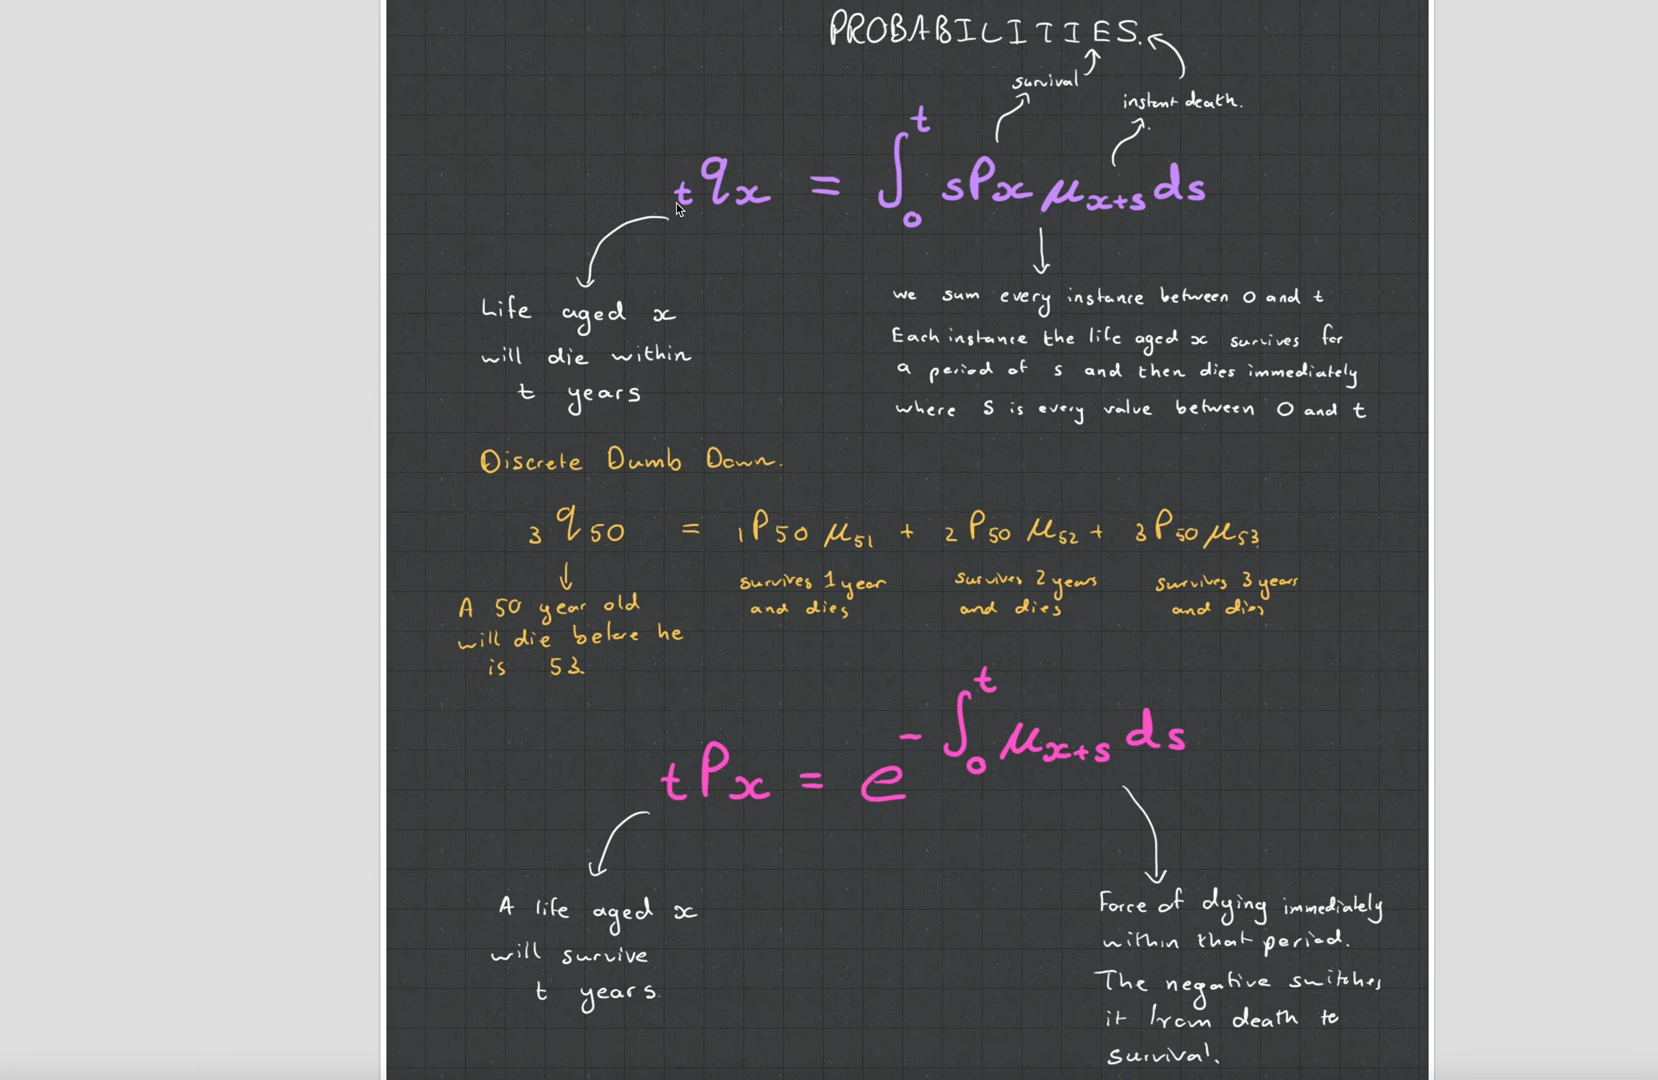 PROBABILITIES.
survival
instant death.
tqx = ∫₀ᵗ sPx μx+s ds
Life aged x
will die within
t years
we sum every instance between 0 and t
Each instance the life aged x survives for
a period of s and then dies immediately
where s is every value between 0 and t
Discrete Dumb Down.
₃q₅₀ = ₁P₅₀ μ₅₁ + ₂P₅₀ μ₅₂ + ₃P₅₀ μ₅₃
survives 1 year
and dies
survives 2 years
and dies
survives 3 years
and dies
A 50 year old
will die before he
is 53
tPx = e^-∫₀ᵗ μx+s ds
A life aged x
will survive
t years.
Force of dying immediately
within that period.
The negative switches
it from death to
survival.